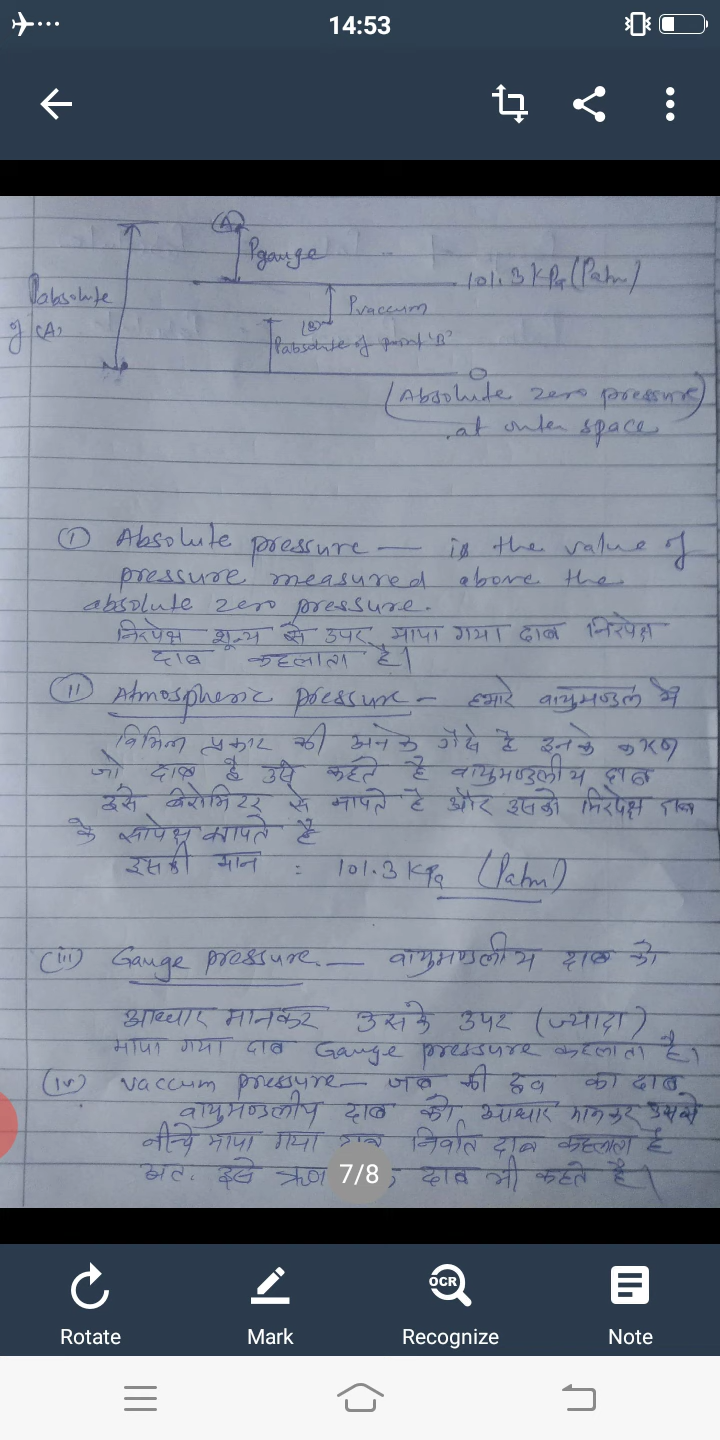 14:53
A
Pgauge
101.3 KPa (Patm)
Pabsolute
of (A)
Pvaccum
(B)
Pabsolute of point 'B'
O
(Absolute zero pressure)
at outer space
(I) Absolute pressure — is the value of
pressure measured above the
absolute zero pressure.
निरपेक्ष शून्य से उपर मापा गया दाब निरपेक्ष
दाब कहलाता है।
(II) Atmospheric pressure - हमारे वायुमण्डल में
विभिन्न प्रकार की अनेके गैसे है इनके कारण
जो दाब है उसे कहते है वायुमण्डलीय दाब
इसे बेरोमिटर से मापते है और इसको निरपेक्ष दाब
के सापेक्ष मापते है
इसकी मान : 101.3 KPa (Patm)
(iii) Gauge pressure. — वायुमण्डलीय दाब को
आधार मानकर उसके उपर (ज्यादा)
मापा गया दाब Gauge pressure कहलाता है।
(iv) vaccum pressure — जब की द्रव का दाब
वायुमण्डलीय दाब को आधार मानकर उससे
नीचे मापा गया दाब निर्वात दाब कहलाता है
अत. इसे ऋण दाब भी कहते है।
7/8
Rotate
Mark
OCR
Recognize
Note